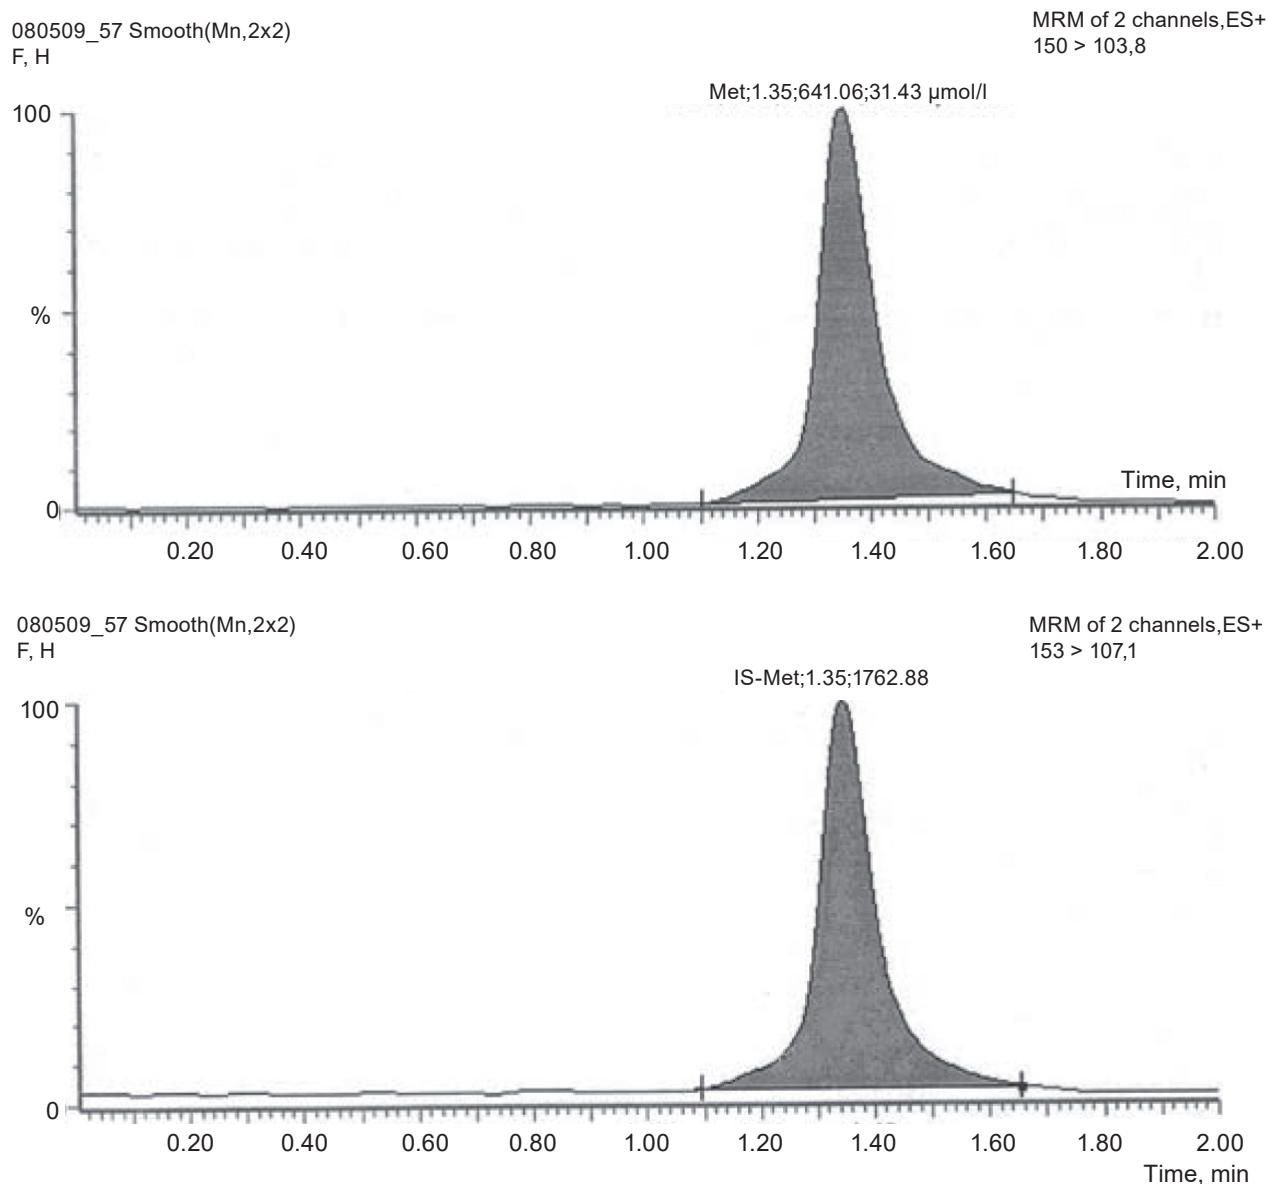 080509_57 Smooth(Mn,2x2)
F, H
MRM of 2 channels,ES+
150 > 103,8
Met;1.35;641.06;31.43 µmol/l
100
%
0
Time, min
0.20 0.40 0.60 0.80 1.00 1.20 1.40 1.60 1.80 2.00
080509_57 Smooth(Mn,2x2)
F, H
MRM of 2 channels,ES+
153 > 107,1
IS-Met;1.35;1762.88
100
%
0
0.20 0.40 0.60 0.80 1.00 1.20 1.40 1.60 1.80 2.00
Time, min